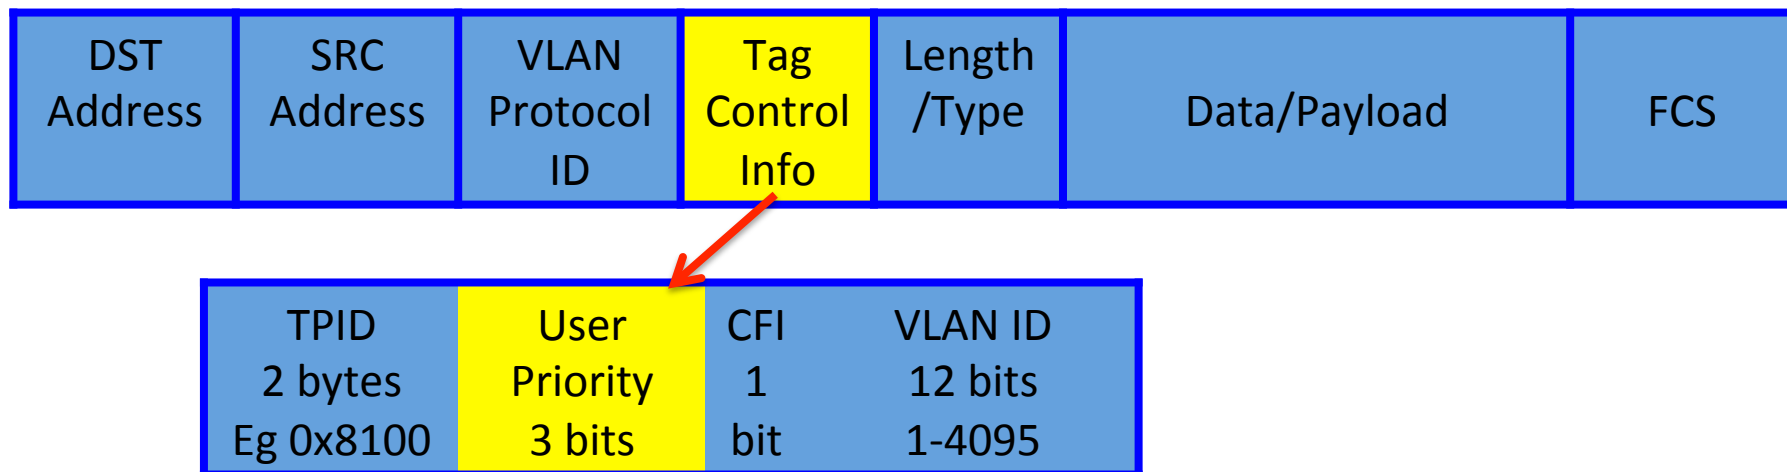 DST
Address
SRC
Address
VLAN
Protocol
ID
Tag
Control
Info
Length
/Type
Data/Payload
FCS
TPID
2 bytes
Eg 0x8100
User
Priority
3 bits
CFI
1
bit
VLAN ID
12 bits
1-4095